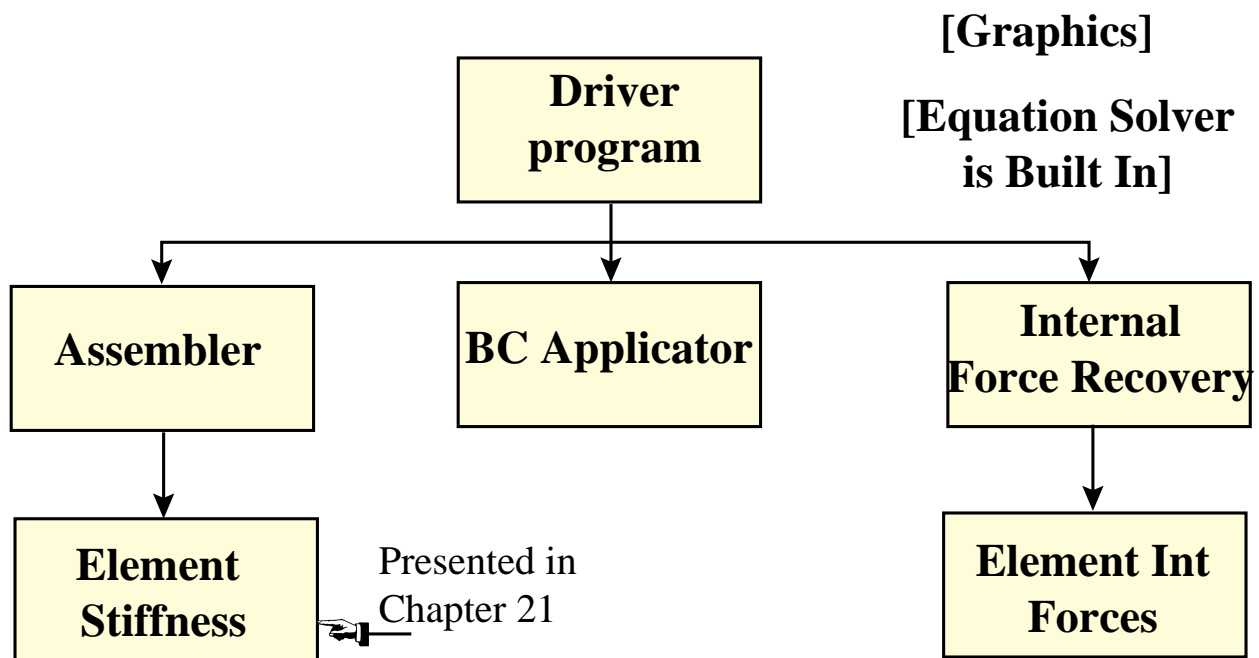 [Graphics]
Driver
program
[Equation Solver
is Built In]
Assembler
BC Applicator
Internal
Force Recovery
Element
Stiffness
Presented in
Chapter 21
Element Int
Forces